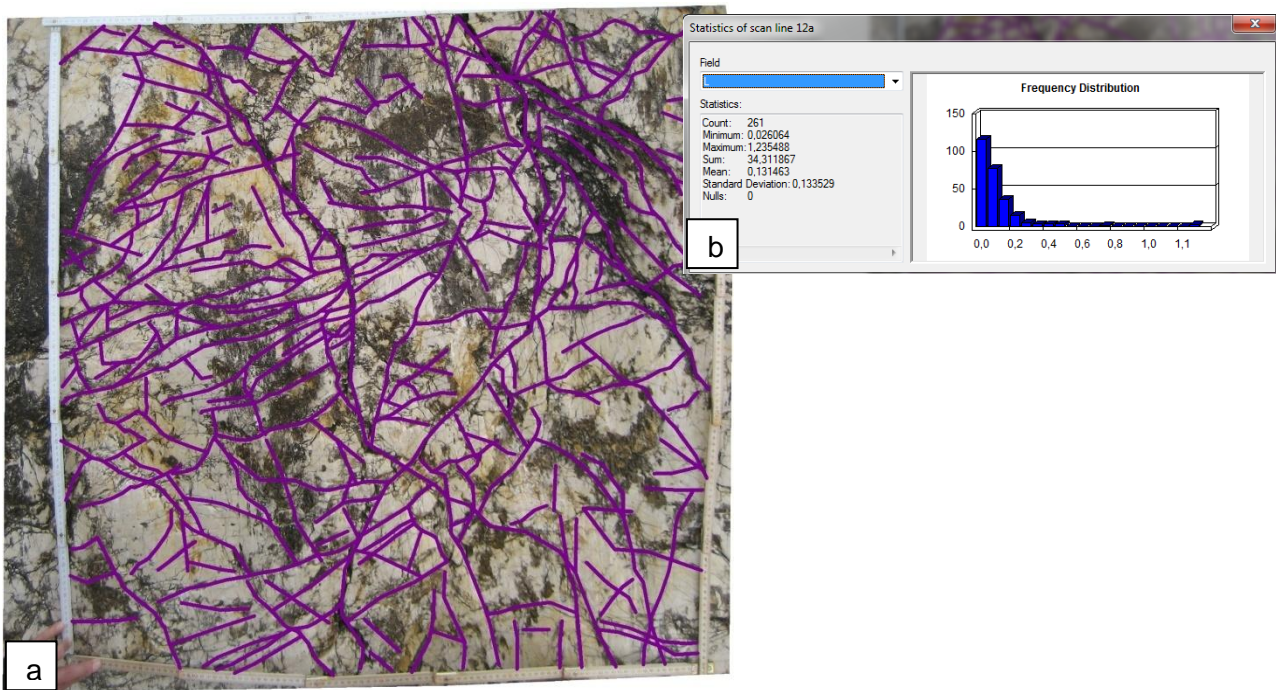 Statistics of scan line 12a
x
Field
L
Statistics:
Count: 261
Minimum: 0,026064
Maximum: 1,235488
Sum: 34,311867
Mean: 0,131463
Standard Deviation: 0,133529
Nulls: 0
Frequency Distribution
150
100
50
0
0,0 0,2 0,4 0,6 0,8 1,0 1,1
b
a